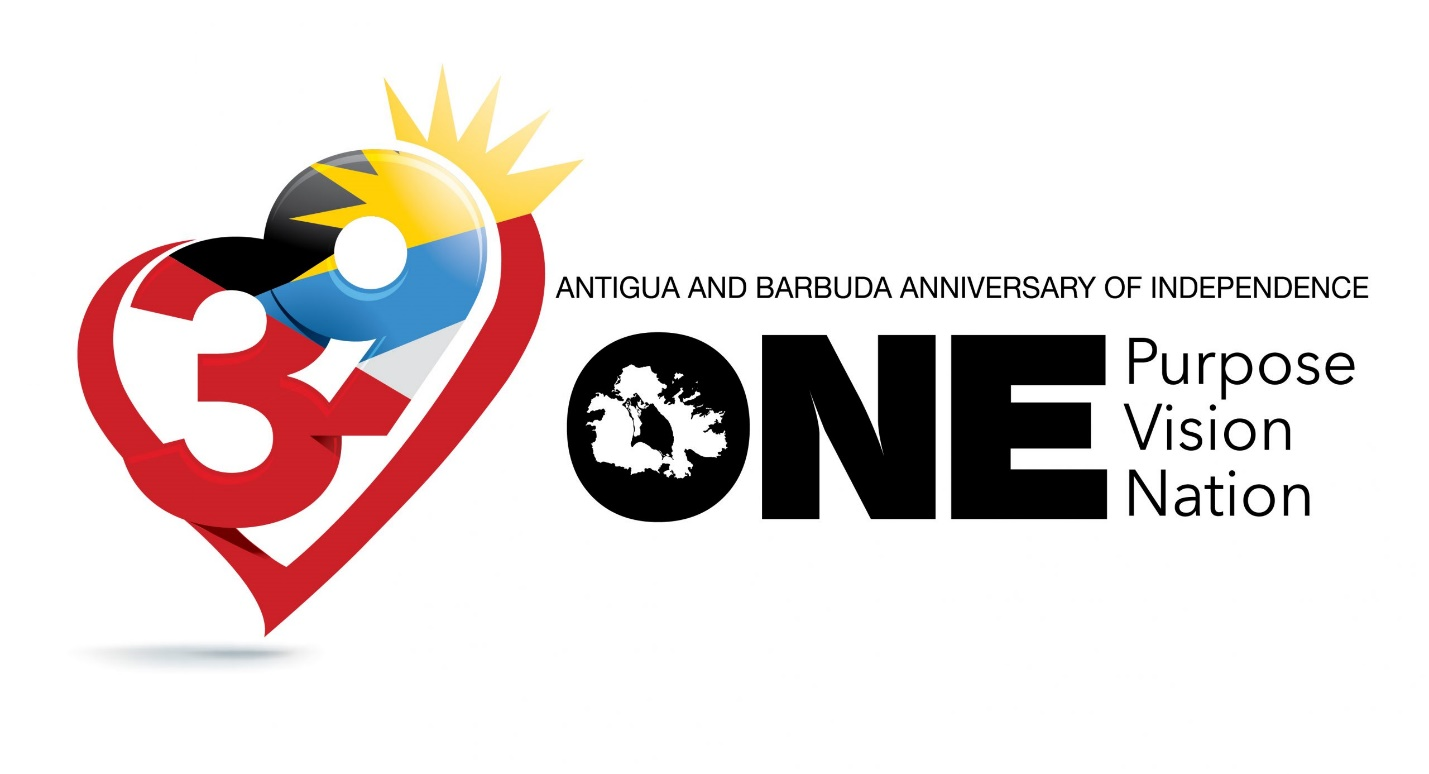 39
ANTIGUA AND BARBUDA ANNIVERSARY OF INDEPENDENCE
ONE
Purpose
Vision
Nation